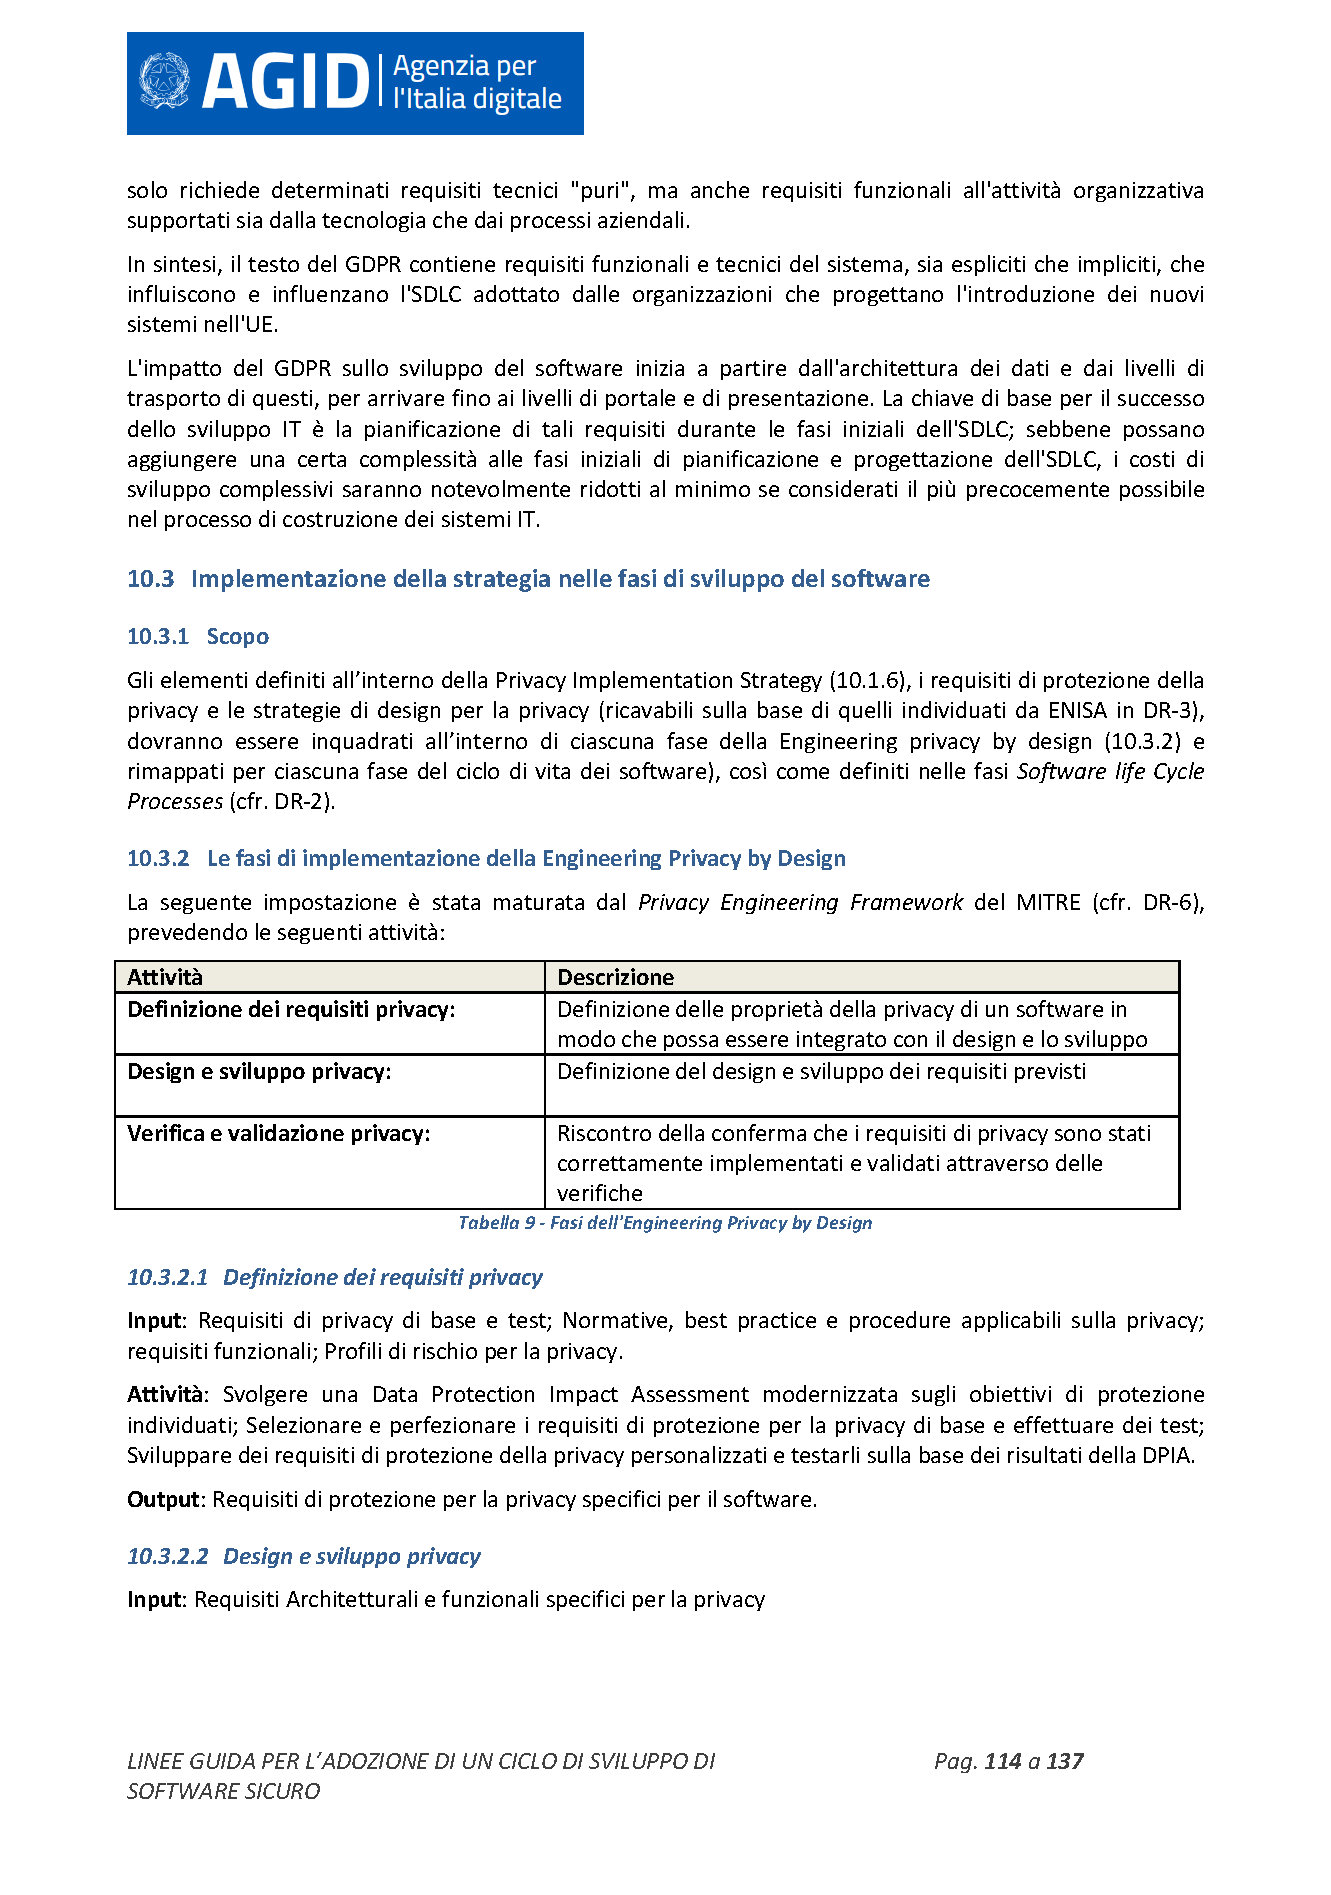 AGID Agenzia per
l'Italia digitale
solo richiede determinati requisiti tecnici "puri", ma anche requisiti funzionali all'attività organizzativa
supportati sia dalla tecnologia che dai processi aziendali.
In sintesi, il testo del GDPR contiene requisiti funzionali e tecnici del sistema, sia espliciti che impliciti, che
influiscono e influenzano l'SDLC adottato dalle organizzazioni che progettano l'introduzione dei nuovi
sistemi nell'UE.
L'impatto del GDPR sullo sviluppo del software inizia a partire dall'architettura dei dati e dai livelli di
trasporto di questi, per arrivare fino ai livelli di portale e di presentazione. La chiave di base per il successo
dello sviluppo IT è la pianificazione di tali requisiti durante le fasi iniziali dell'SDLC; sebbene possano
aggiungere una certa complessità alle fasi iniziali di pianificazione e progettazione dell'SDLC, i costi di
sviluppo complessivi saranno notevolmente ridotti al minimo se considerati il più precocemente possibile
nel processo di costruzione dei sistemi IT.
10.3 Implementazione della strategia nelle fasi di sviluppo del software
10.3.1 Scopo
Gli elementi definiti all’interno della Privacy Implementation Strategy (10.1.6), i requisiti di protezione della
privacy e le strategie di design per la privacy (ricavabili sulla base di quelli individuati da ENISA in DR-3),
dovranno essere inquadrati all’interno di ciascuna fase della Engineering privacy by design (10.3.2) e
rimappati per ciascuna fase del ciclo di vita dei software), così come definiti nelle fasi Software life Cycle
Processes (cfr. DR-2).
10.3.2 Le fasi di implementazione della Engineering Privacy by Design
La seguente impostazione è stata maturata dal Privacy Engineering Framework del MITRE (cfr. DR-6),
prevedendo le seguenti attività:
Attività Descrizione
Definizione dei requisiti privacy: Definizione delle proprietà della privacy di un software in
modo che possa essere integrato con il design e lo sviluppo
Design e sviluppo privacy: Definizione del design e sviluppo dei requisiti previsti
Verifica e validazione privacy: Riscontro della conferma che i requisiti di privacy sono stati
correttamente implementati e validati attraverso delle
verifiche
Tabella 9 - Fasi dell'Engineering Privacy by Design
10.3.2.1 Definizione dei requisiti privacy
Input: Requisiti di privacy di base e test; Normative, best practice e procedure applicabili sulla privacy;
requisiti funzionali; Profili di rischio per la privacy.
Attività: Svolgere una Data Protection Impact Assessment modernizzata sugli obiettivi di protezione
individuati; Selezionare e perfezionare i requisiti di protezione per la privacy di base e effettuare dei test;
Sviluppare dei requisiti di protezione della privacy personalizzati e testarli sulla base dei risultati della DPIA.
Output: Requisiti di protezione per la privacy specifici per il software.
10.3.2.2 Design e sviluppo privacy
Input: Requisiti Architetturali e funzionali specifici per la privacy
LINEE GUIDA PER L’ADOZIONE DI UN CICLO DI SVILUPPO DI Pag. 114 a 137
SOFTWARE SICURO